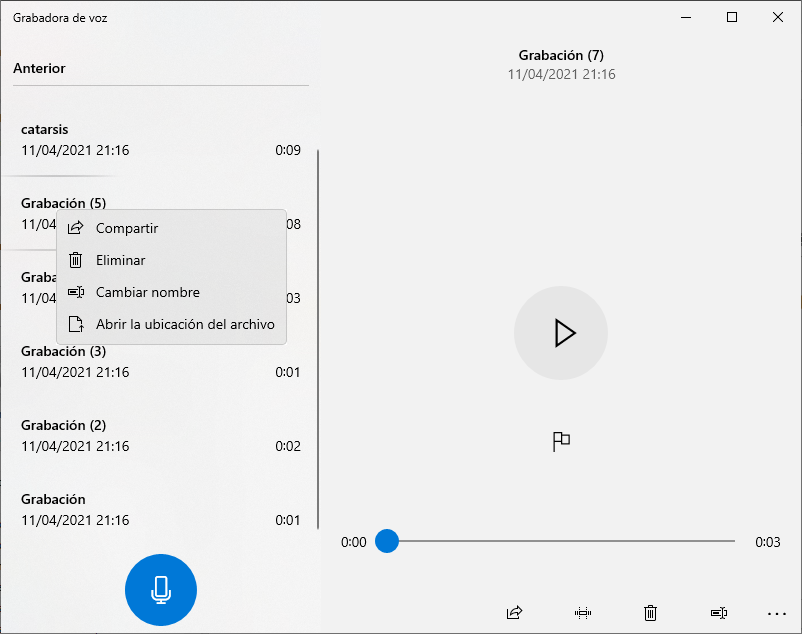 Grabadora de voz
Anterior
catarsis
11/04/2021 21:16 0:09
Grabación (5)
11/04 08
Compartir
Eliminar
Graba
11/04 03
Cambiar nombre
Abrir la ubicación del archivo
Grabación (3)
11/04/2021 21:16 0:01
Grabación (2)
11/04/2021 21:16 0:02
Grabación
11/04/2021 21:16 0:01
Grabación (7)
11/04/2021 21:16
0:00 0:03